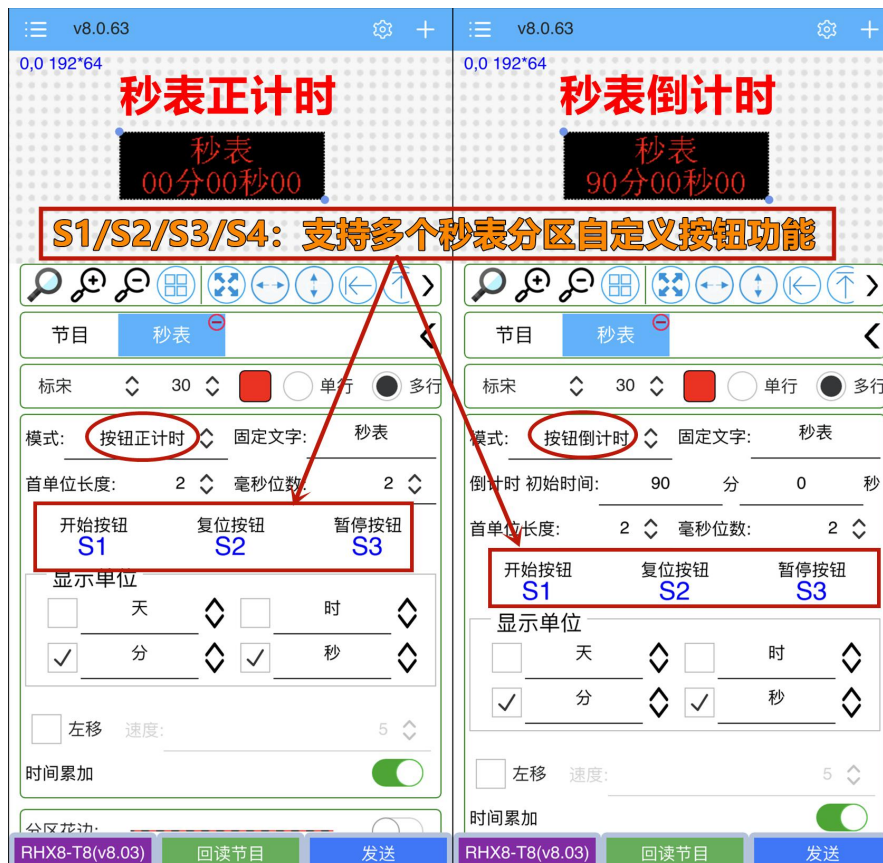 v8.0.63
0,0 192*64
秒表正计时
秒表
00分00秒00
v8.0.63
0,0 192*64
秒表倒计时
秒表
90分00秒00
S1/S2/S3/S4：支持多个秒表分区自定义按钮功能
节目 秒表
标宋 30 单行 多行
模式: 按钮正计时 固定文字: 秒表
首单位长度: 2 毫秒位数: 2
开始按钮 复位按钮 暂停按钮
S1 S2 S3
显示单位
天 时
分 秒
左移 速度: 5
时间累加
分区花边:
RHX8-T8(v8.03) 回读节目 发送
节目 秒表
标宋 30 单行 多行
模式: 按钮倒计时 固定文字: 秒表
倒计时 初始时间: 90 分 0 秒
首单位长度: 2 毫秒位数: 2
开始按钮 复位按钮 暂停按钮
S1 S2 S3
显示单位
天 时
分 秒
左移 速度: 5
时间累加
RHX8-T8(v8.03) 回读节目 发送